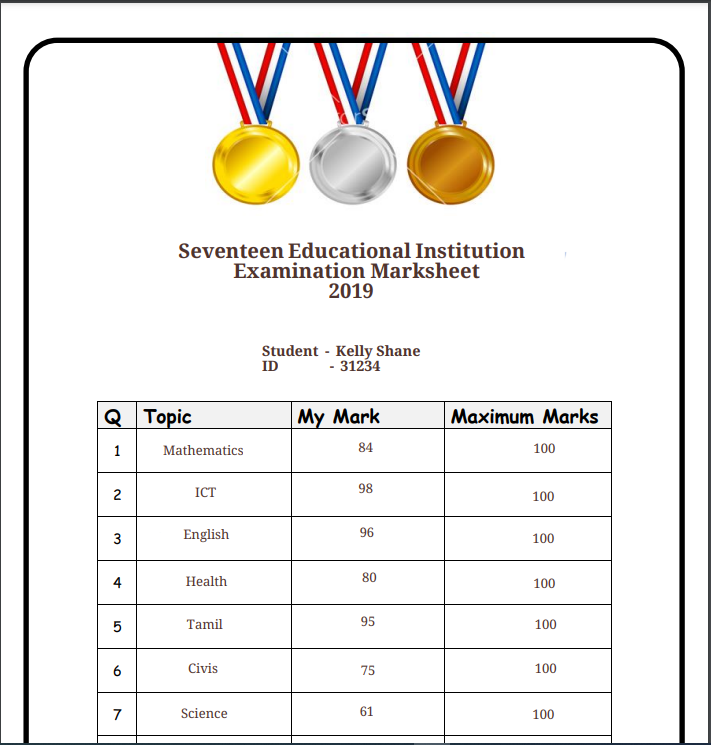 Seventeen Educational Institution
Examination Marksheet
2019
Student - Kelly Shane
ID - 31234
Q Topic My Mark Maximum Marks
1 Mathematics 84 100
2 ICT 98 100
3 English 96 100
4 Health 80 100
5 Tamil 95 100
6 Civis 75 100
7 Science 61 100